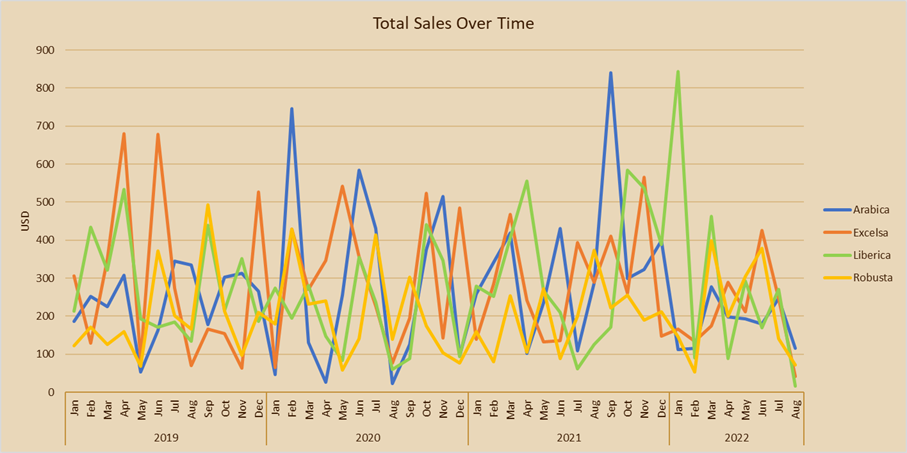 Total Sales Over Time
900
800
700
600
500
400
300
200
100
0
USD
Jan Feb Mar Apr May Jun Jul Aug Sep Oct Nov Dec Jan Feb Mar Apr May Jun Jul Aug Sep Oct Nov Dec Jan Feb Mar Apr May Jun Jul Aug Sep Oct Nov Dec Jan Feb Mar Apr May Jun Jul Aug
2019 2020 2021 2022
Arabica
Excelsa
Liberica
Robusta